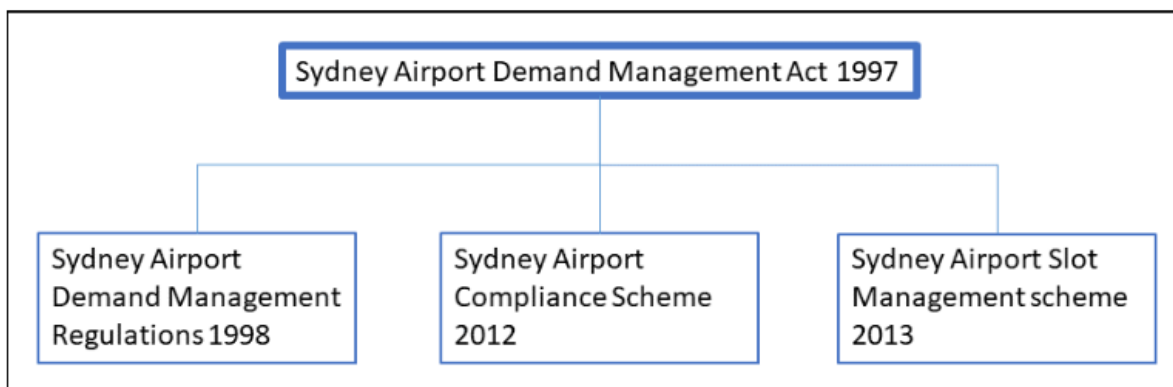 Sydney Airport Demand Management Act 1997
Sydney Airport
Demand Management
Regulations 1998
Sydney Airport
Compliance Scheme
2012
Sydney Airport Slot
Management scheme
2013